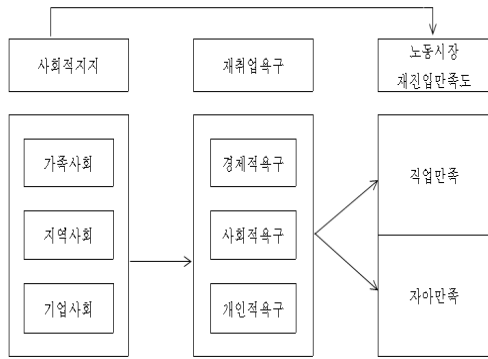 사회적지지
재취업욕구
노동시장
재진입만족도
가족사회
경제적욕구
직업만족
지역사회
사회적욕구
기업사회
개인적욕구
자아만족